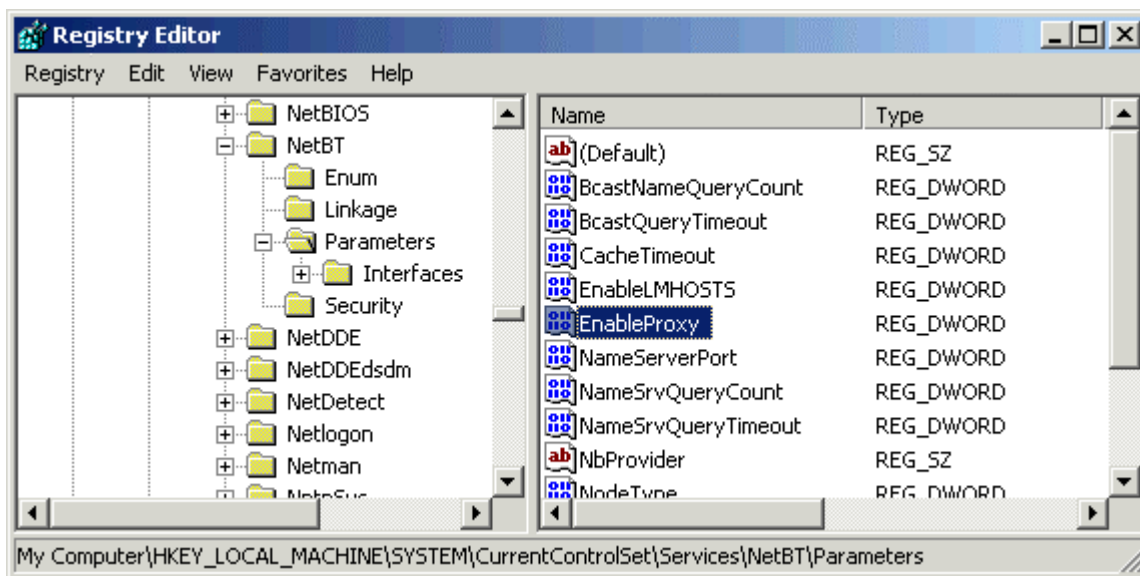 Registry Editor
Registry Edit View Favorites Help
NetBIOS
NetBT
Enum
Linkage
Parameters
Interfaces
Security
NetDDE
NetDDEdsdm
NetDetect
Netlogon
Netman
Name Type
(Default) REG_SZ
BcastNameQueryCount REG_DWORD
BcastQueryTimeout REG_DWORD
CacheTimeout REG_DWORD
EnableLMHOSTS REG_DWORD
EnableProxy REG_DWORD
NameServerPort REG_DWORD
NameSrvQueryCount REG_DWORD
NameSrvQueryTimeout REG_DWORD
NbProvider REG_SZ
NodeType REG_DWORD
My Computer\HKEY_LOCAL_MACHINE\SYSTEM\CurrentControlSet\Services\NetBT\Parameters